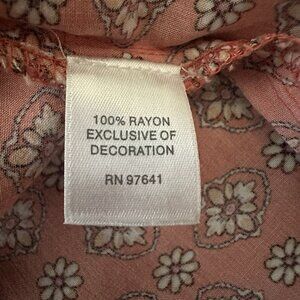 100% RAYON
EXCLUSIVE OF
DECORATION
RN 97641